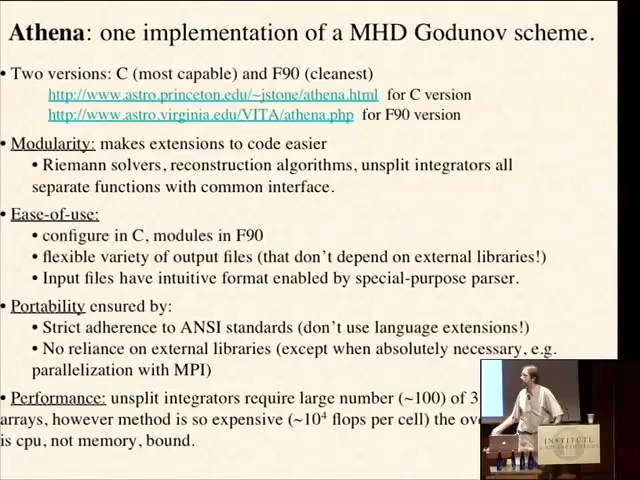 Athena: one implementation of a MHD Godunov scheme.
• Two versions: C (most capable) and F90 (cleanest)
http://www.astro.princeton.edu/~jstone/athena.html for C version
http://www.astro.virginia.edu/VITA/athena.php for F90 version
• Modularity: makes extensions to code easier
• Riemann solvers, reconstruction algorithms, unsplit integrators all
separate functions with common interface.
• Ease-of-use:
• configure in C, modules in F90
• flexible variety of output files (that don't depend on external libraries!)
• Input files have intuitive format enabled by special-purpose parser.
• Portability ensured by:
• Strict adherence to ANSI standards (don't use language extensions!)
• No reliance on external libraries (except when absolutely necessary, e.g.
parallelization with MPI)
• Performance: unsplit integrators require large number (~100) of 3
arrays, however method is so expensive (~10⁴ flops per cell) the
is cpu, not memory, bound.
INSTITUTE